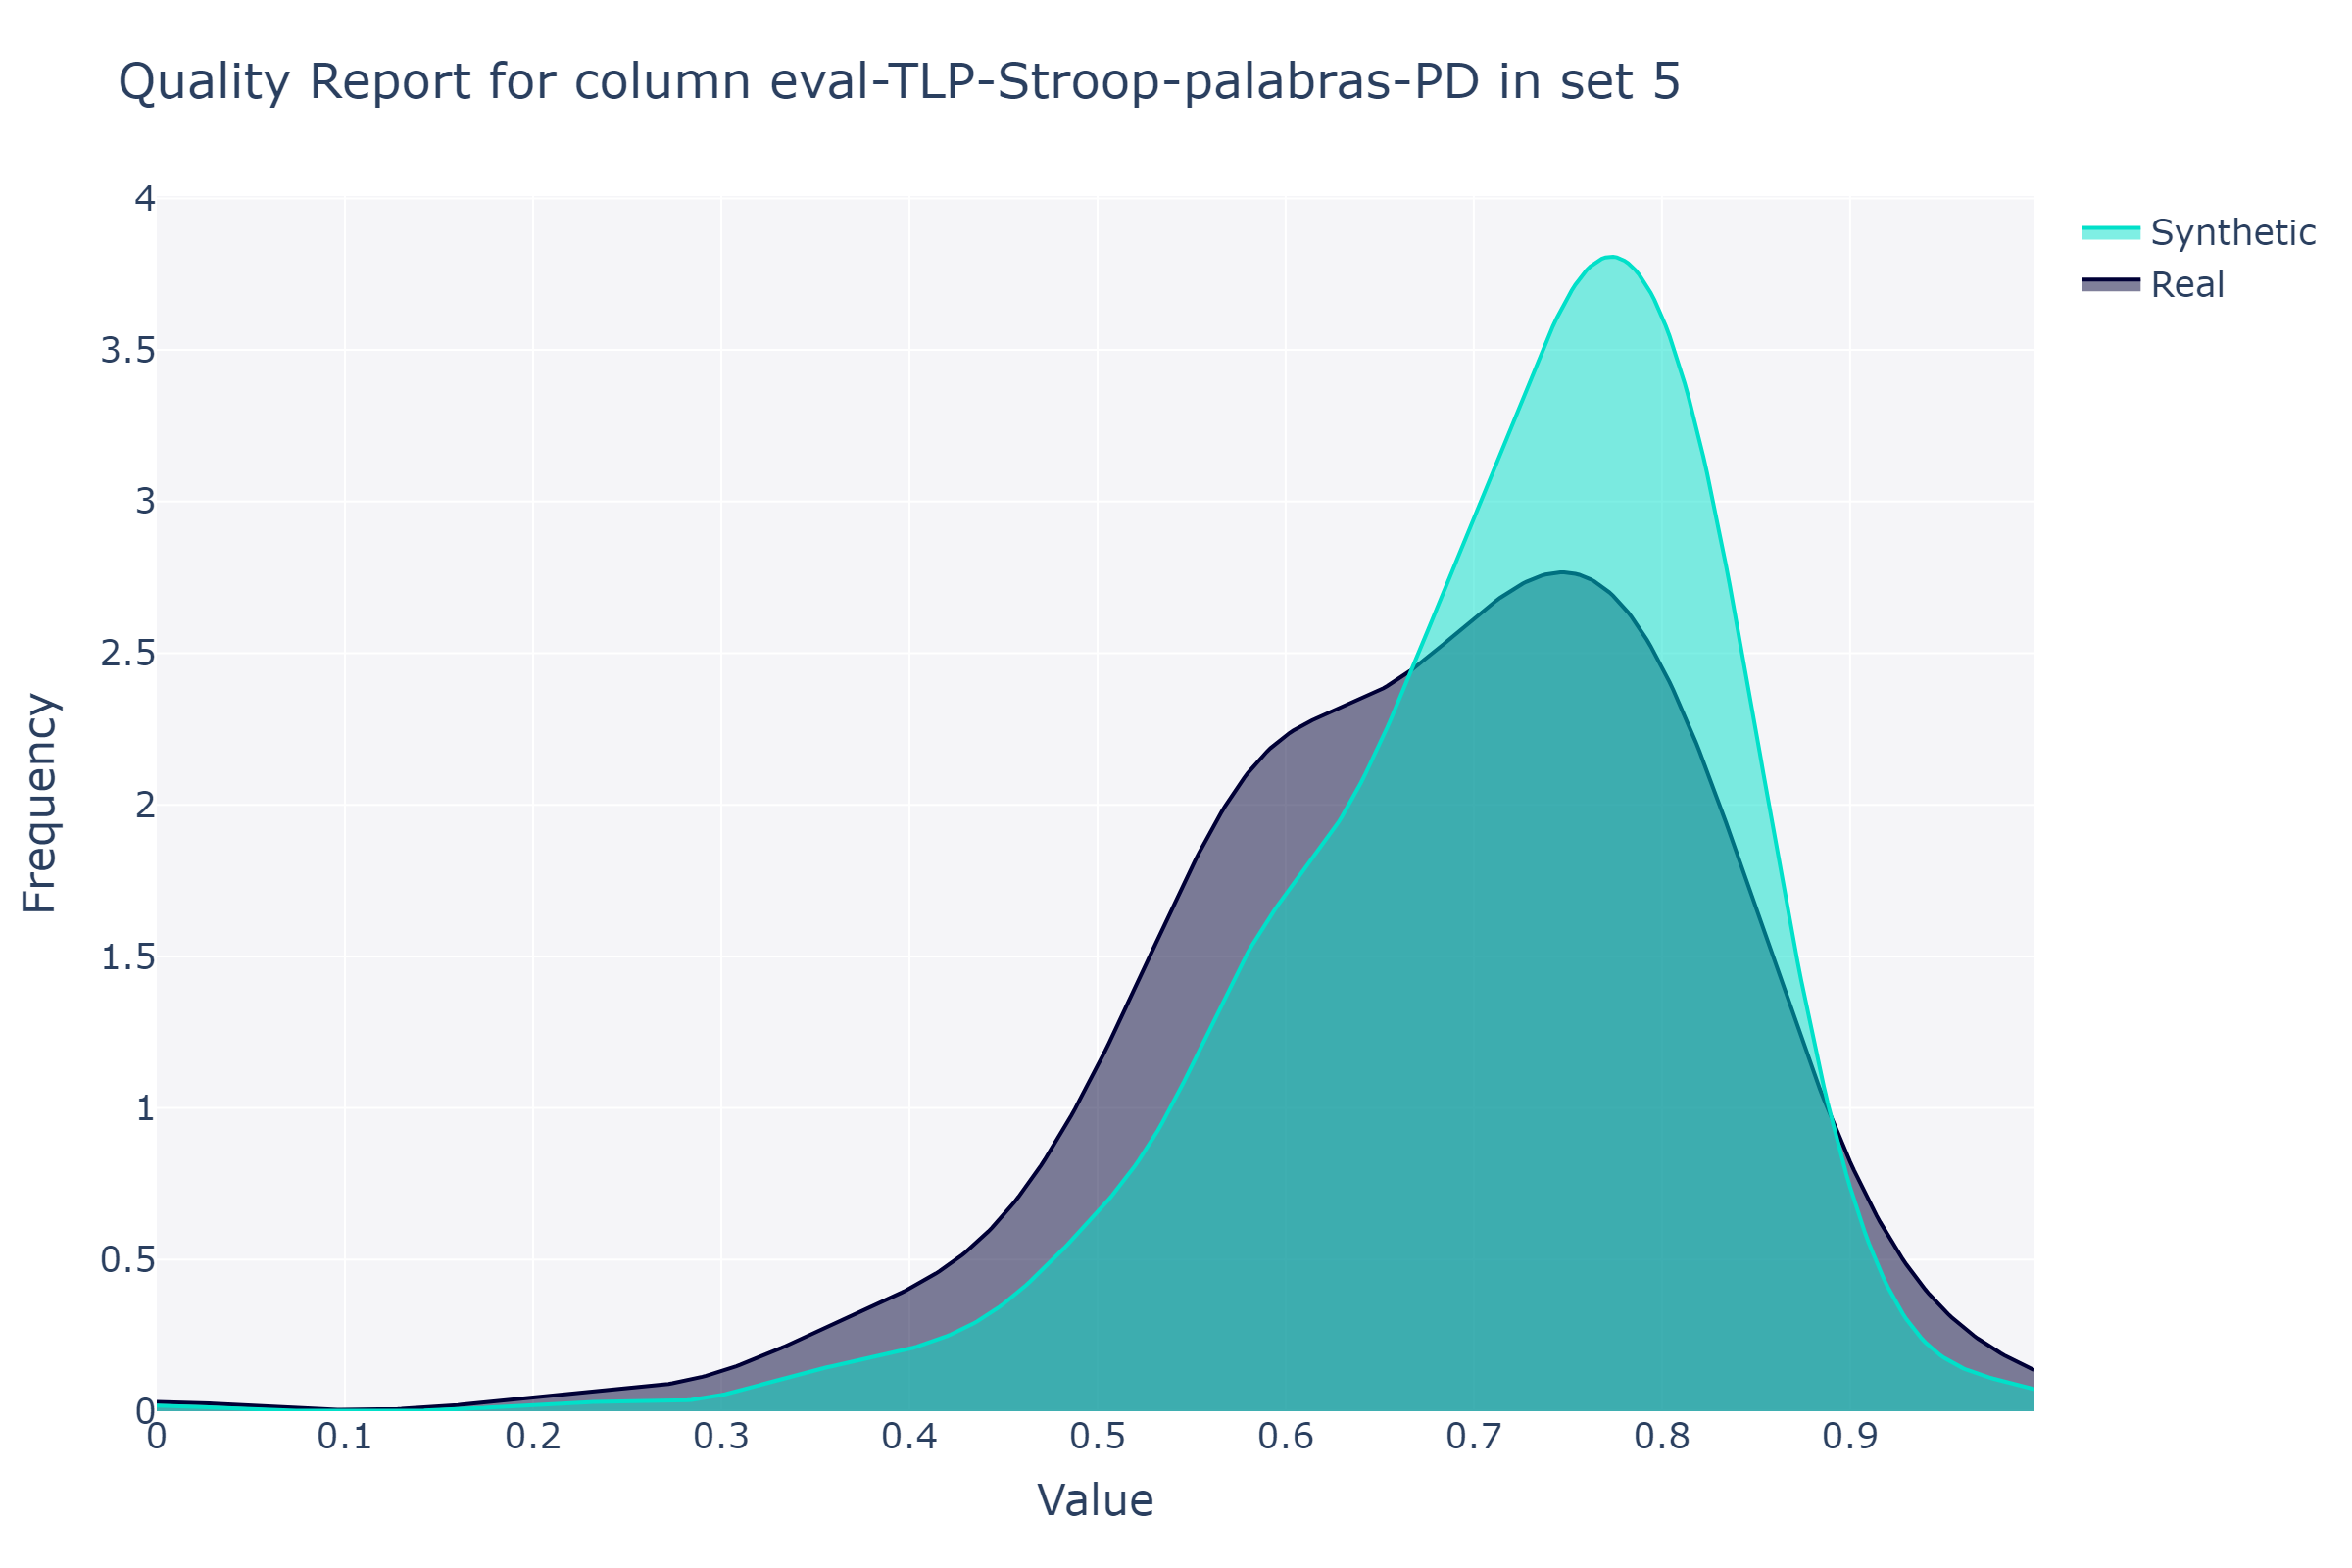 Quality Report for column eval-TLP-Stroop-palabras-PD in set 5
Synthetic
Real
4
3.5
3
2.5
2
1.5
1
0.5
0
Frequency
0 0.1 0.2 0.3 0.4 0.5 0.6 0.7 0.8 0.9
Value